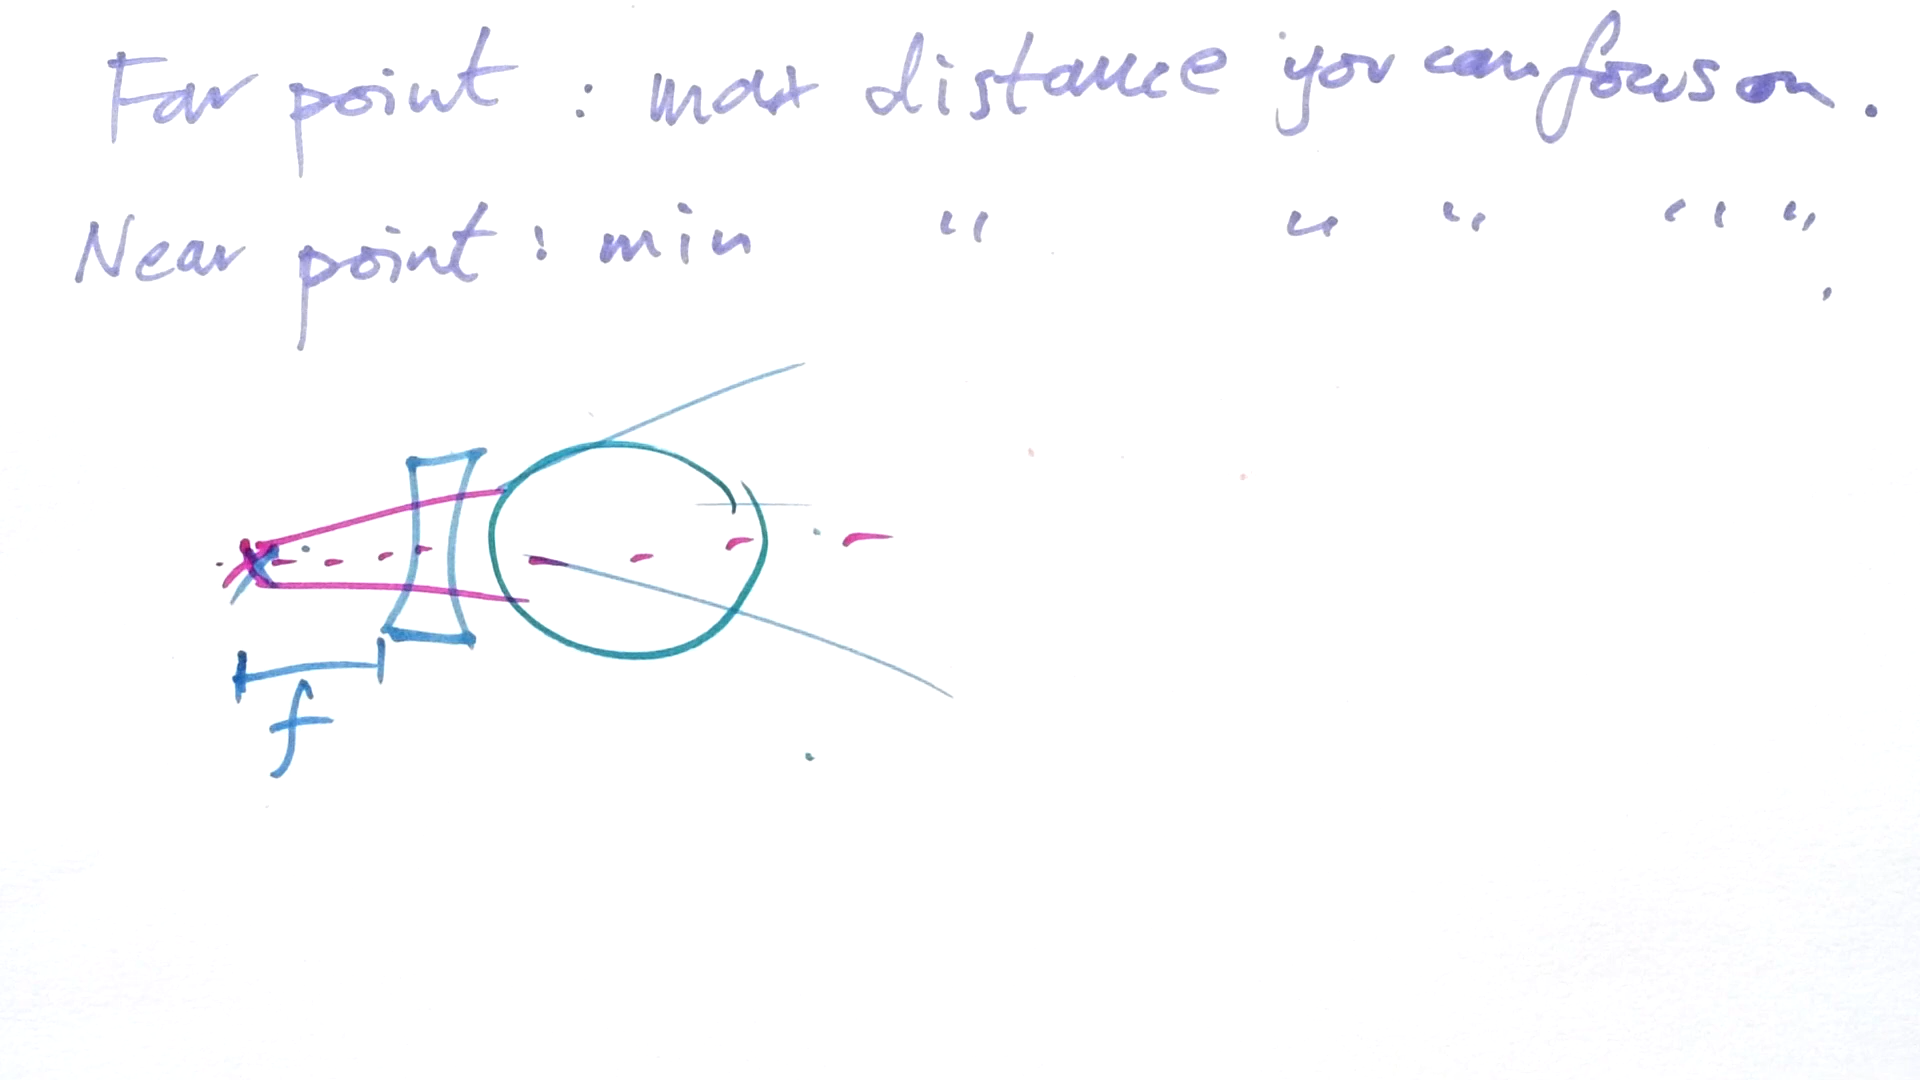 Far point : max distance you can focus on.
Near point : min " " " " " .
f